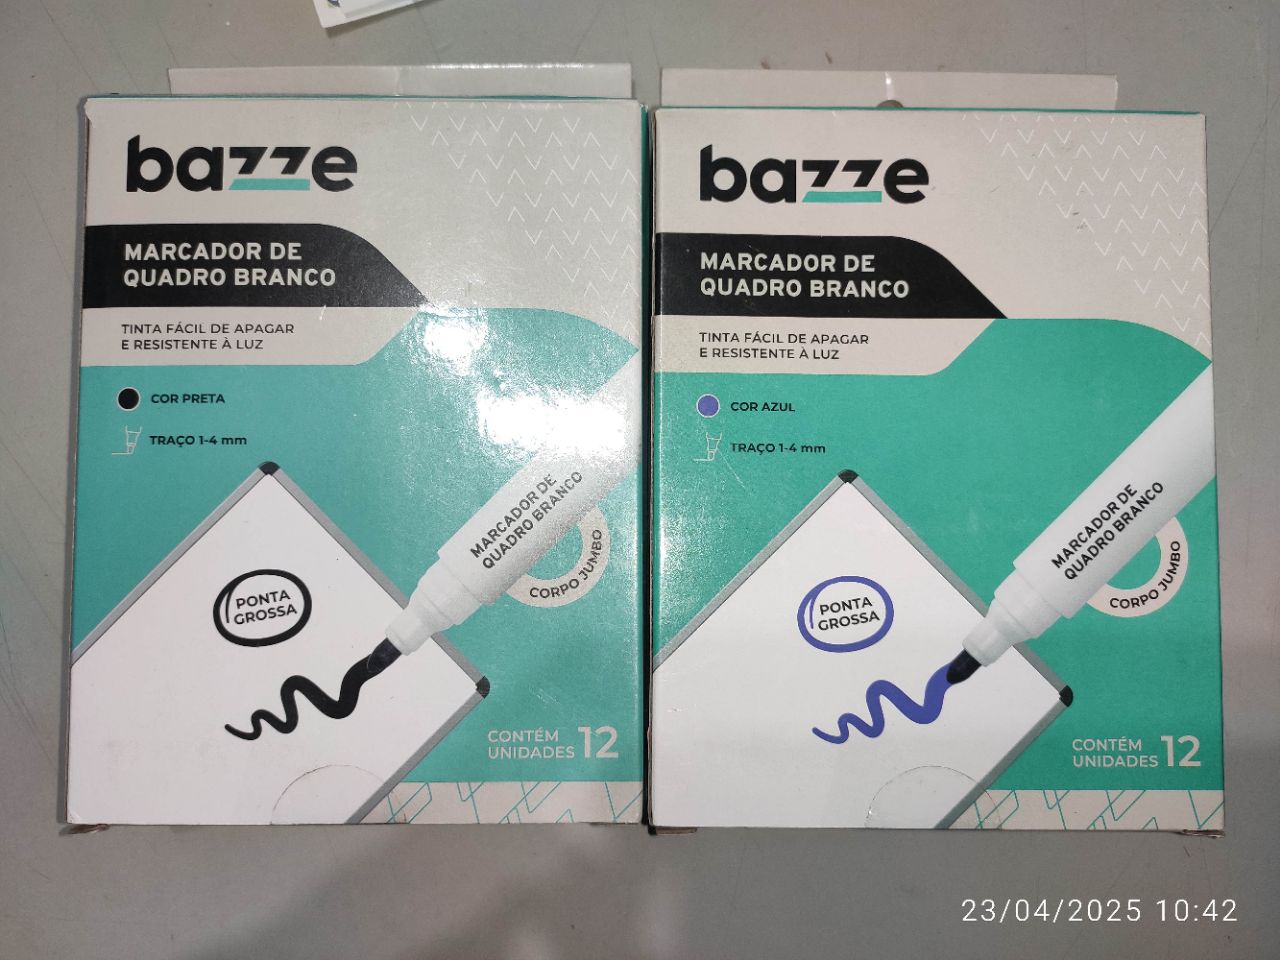 bazze
MARCADOR DE
QUADRO BRANCO
TINTA FÁCIL DE APAGAR
E RESISTENTE À LUZ
COR PRETA
TRAÇO 1-4 mm
MARCADOR DE
QUADRO BRANCO
CORPO JUMBO
PONTA
GROSSA
CONTÉM
UNIDADES 12
bazze
MARCADOR DE
QUADRO BRANCO
TINTA FÁCIL DE APAGAR
E RESISTENTE À LUZ
COR AZUL
TRAÇO 1-4 mm
MARCADOR DE
QUADRO BRANCO
CORPO JUMBO
PONTA
GROSSA
CONTÉM
UNIDADES 12
23/04/2025 10:42